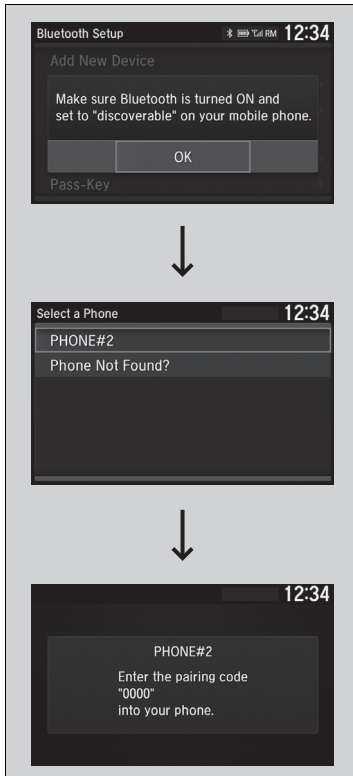 Bluetooth Setup
RM 12:34
Add New Device
Make sure Bluetooth is turned ON and
set to "discoverable" on your mobile phone.
OK
Pass-Key
Select a Phone
12:34
PHONE#2
Phone Not Found?
12:34
PHONE#2
Enter the pairing code
"0000"
into your phone.